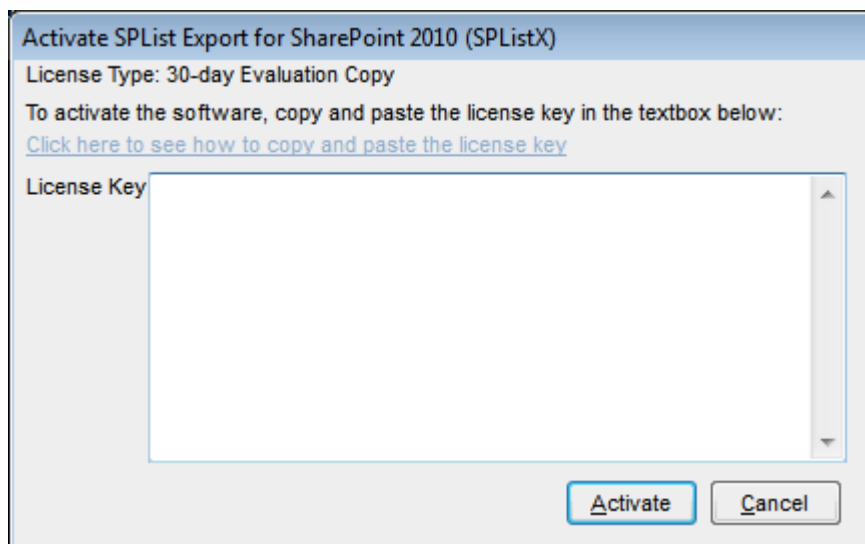 Activate SPList Export for SharePoint 2010 (SPListX)
License Type: 30-day Evaluation Copy
To activate the software, copy and paste the license key in the textbox below:
Click here to see how to copy and paste the license key
License Key
Activate Cancel